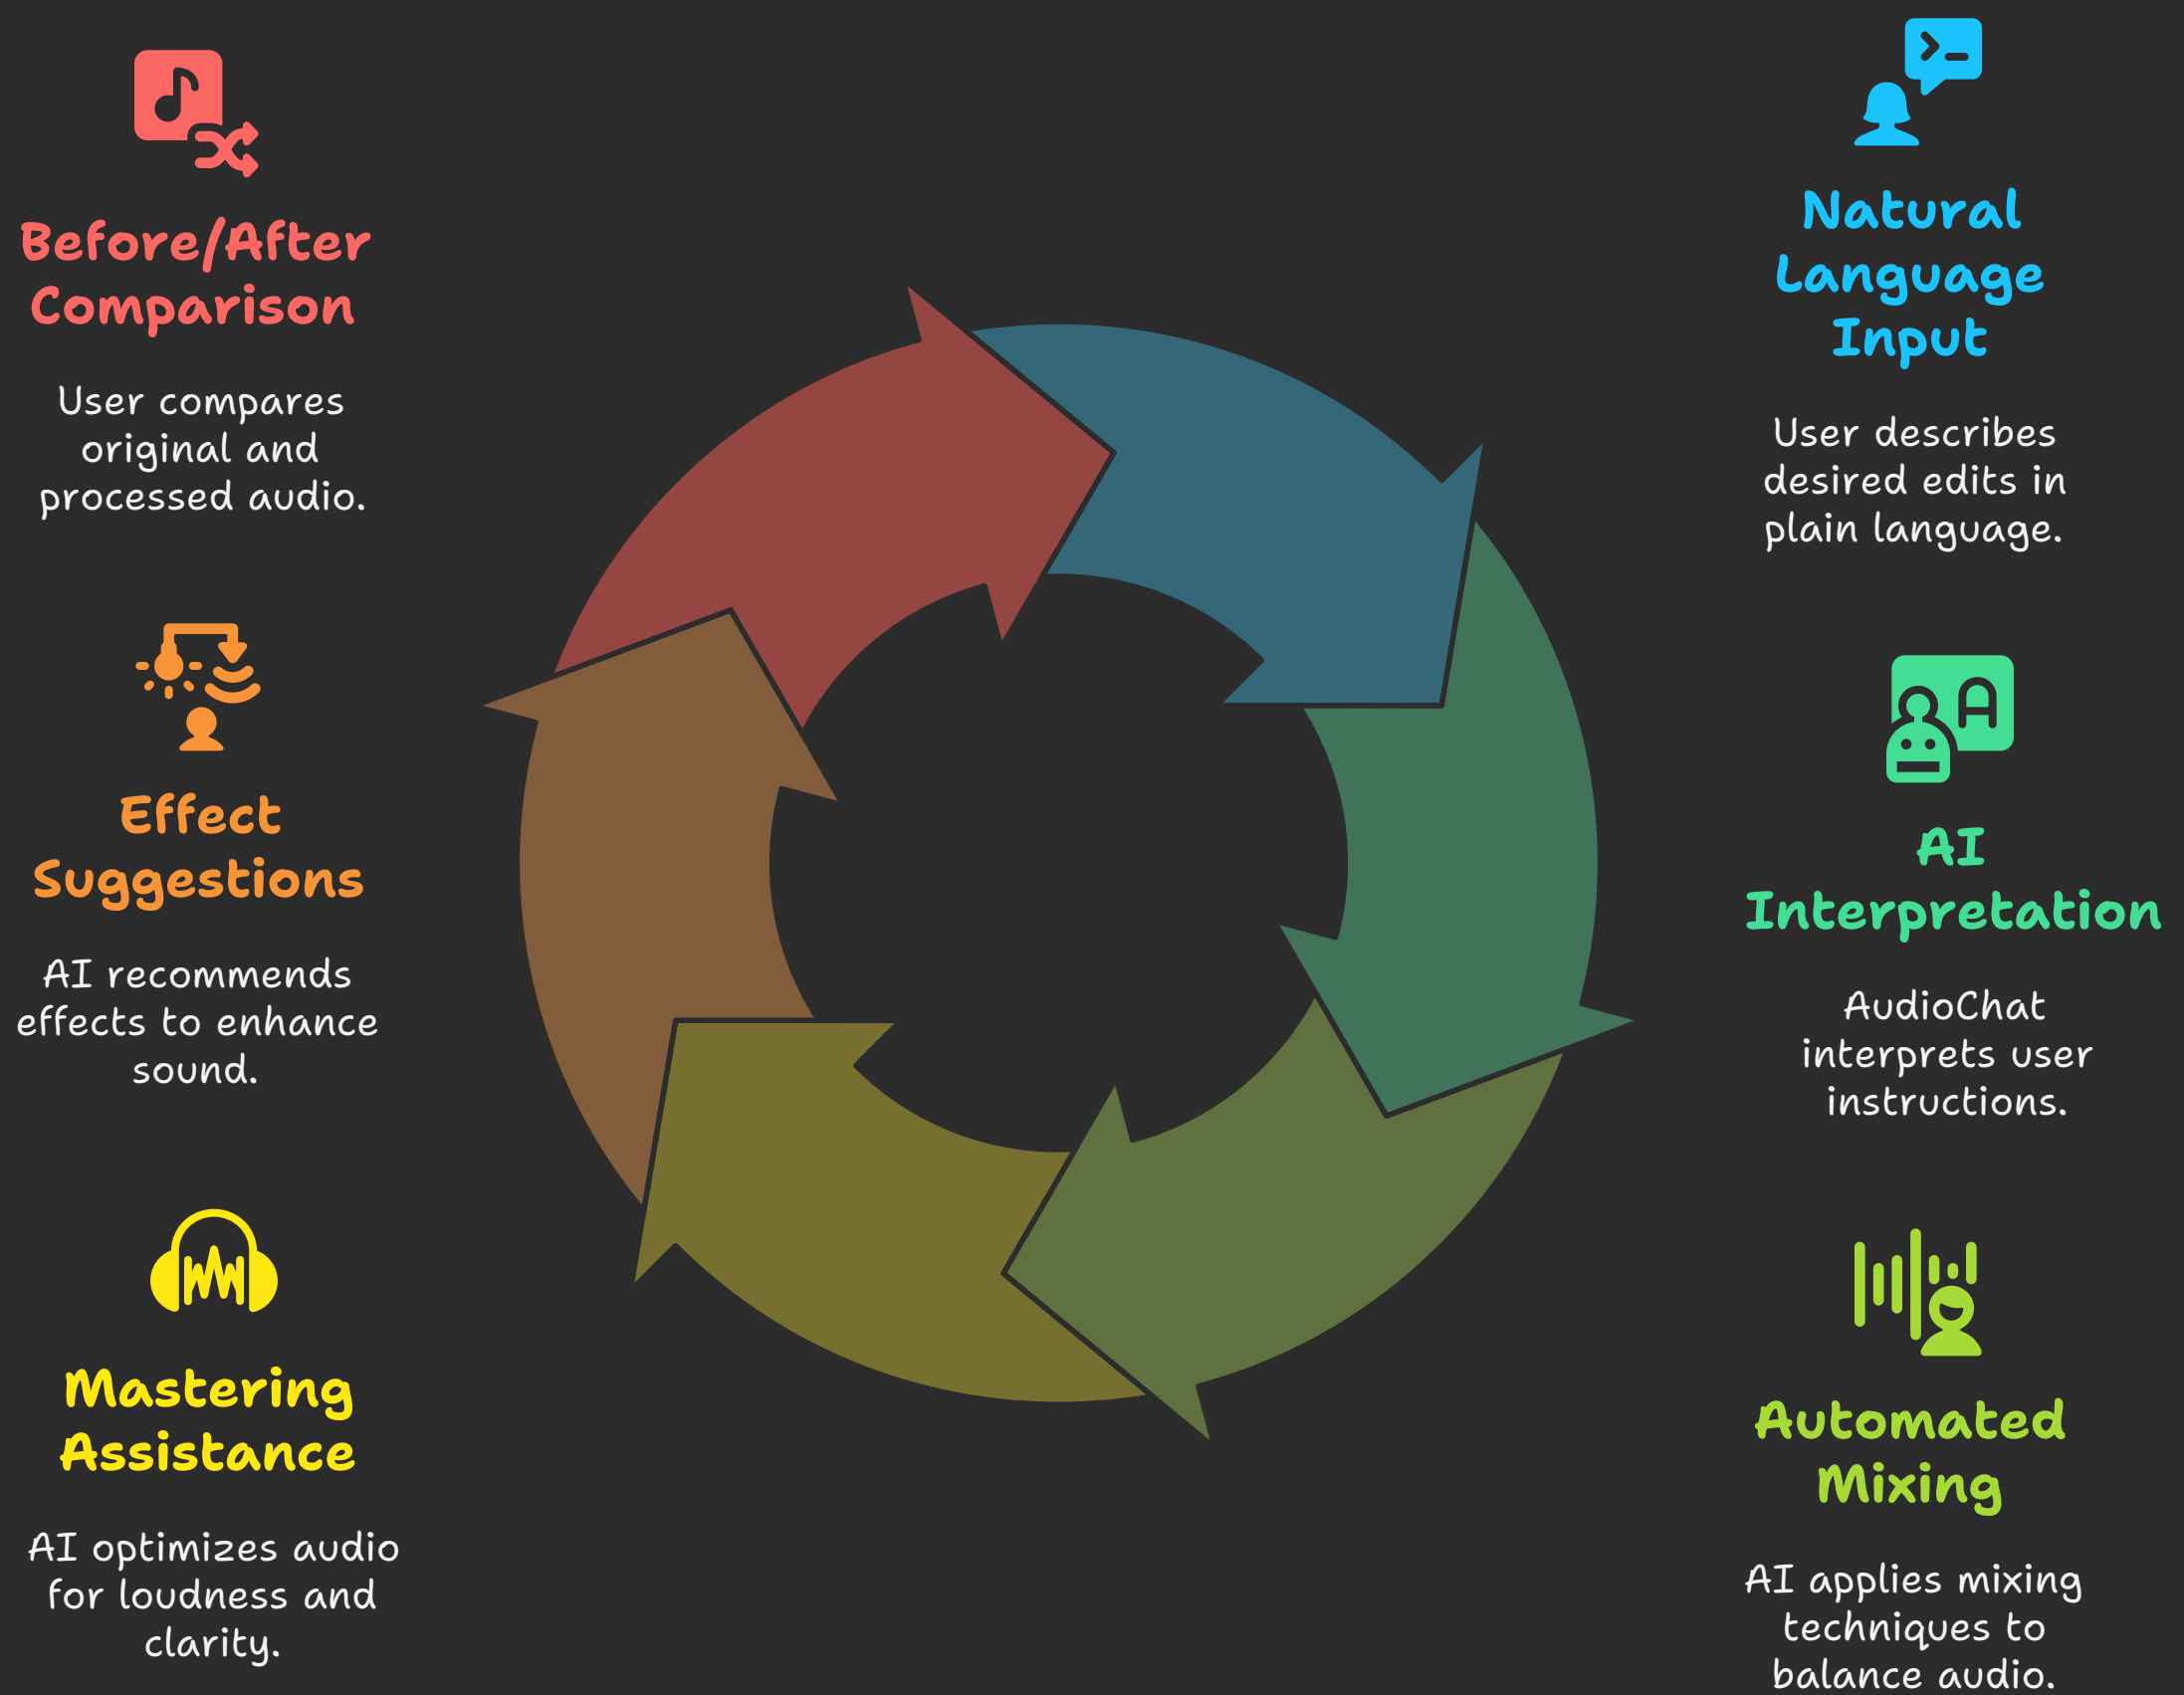 Before/After
Comparison
User compares
original and
processed audio.
Effect
Suggestions
AI recommends
effects to enhance
sound.
Mastering
Assistance
AI optimizes audio
for loudness and
clarity.
Natural
Language
Input
User describes
desired edits in
plain language.
AI
Interpretation
AudioChat
interprets user
instructions.
Automated
Mixing
AI applies mixing
techniques to
balance audio.